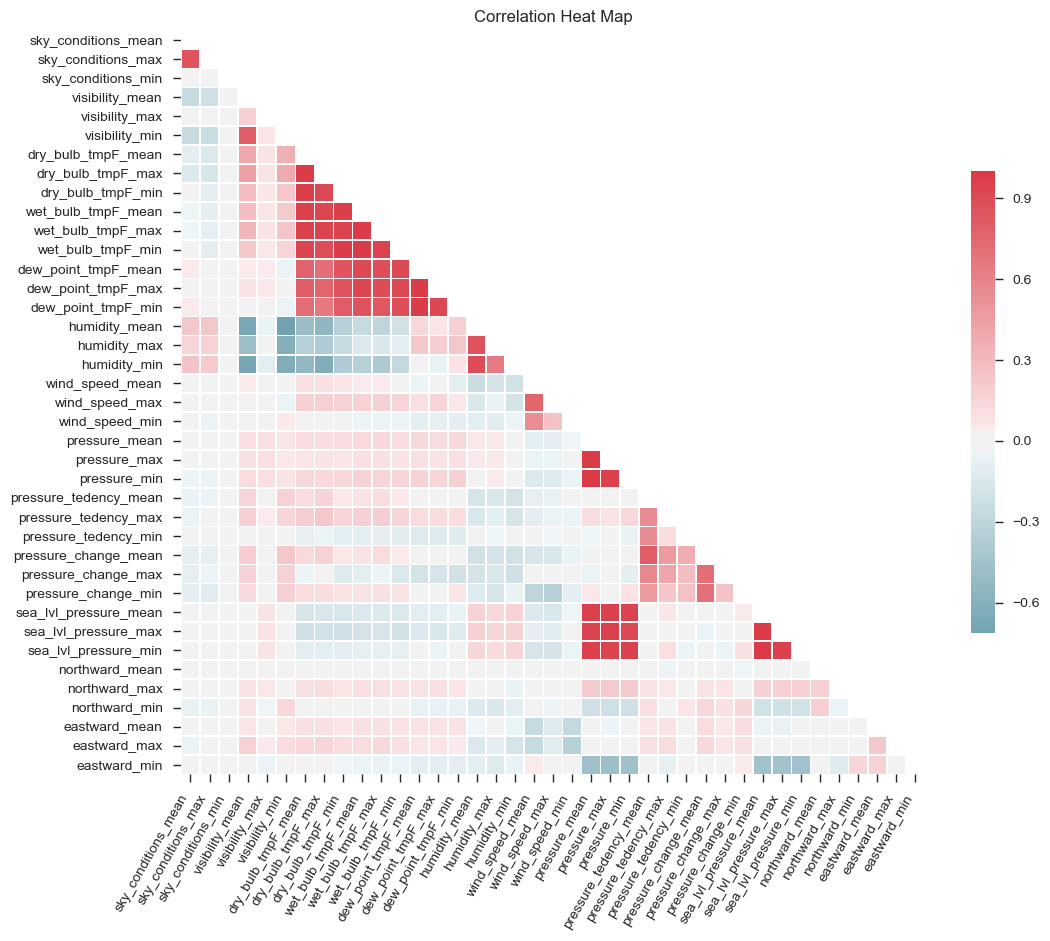 Correlation Heat Map
sky_conditions_mean
sky_conditions_max
sky_conditions_min
visibility_mean
visibility_max
visibility_min
dry_bulb_tmpF_mean
dry_bulb_tmpF_max
dry_bulb_tmpF_min
wet_bulb_tmpF_mean
wet_bulb_tmpF_max
wet_bulb_tmpF_min
dew_point_tmpF_mean
dew_point_tmpF_max
dew_point_tmpF_min
humidity_mean
humidity_max
humidity_min
wind_speed_mean
wind_speed_max
wind_speed_min
pressure_mean
pressure_max
pressure_min
pressure_tedency_mean
pressure_tedency_max
pressure_tedency_min
pressure_change_mean
pressure_change_max
pressure_change_min
sea_lvl_pressure_mean
sea_lvl_pressure_max
sea_lvl_pressure_min
northward_mean
northward_max
northward_min
eastward_mean
eastward_max
eastward_min
0.9
0.6
0.3
0.0
−0.3
−0.6
sky_conditions_mean
sky_conditions_max
sky_conditions_min
visibility_mean
visibility_max
visibility_min
dry_bulb_tmpF_mean
dry_bulb_tmpF_max
dry_bulb_tmpF_min
wet_bulb_tmpF_mean
wet_bulb_tmpF_max
wet_bulb_tmpF_min
dew_point_tmpF_mean
dew_point_tmpF_max
dew_point_tmpF_min
humidity_mean
humidity_max
humidity_min
wind_speed_mean
wind_speed_max
wind_speed_min
pressure_mean
pressure_max
pressure_min
pressure_tedency_mean
pressure_tedency_max
pressure_tedency_min
pressure_change_mean
pressure_change_max
pressure_change_min
sea_lvl_pressure_mean
sea_lvl_pressure_max
sea_lvl_pressure_min
northward_mean
northward_max
northward_min
eastward_mean
eastward_max
eastward_min